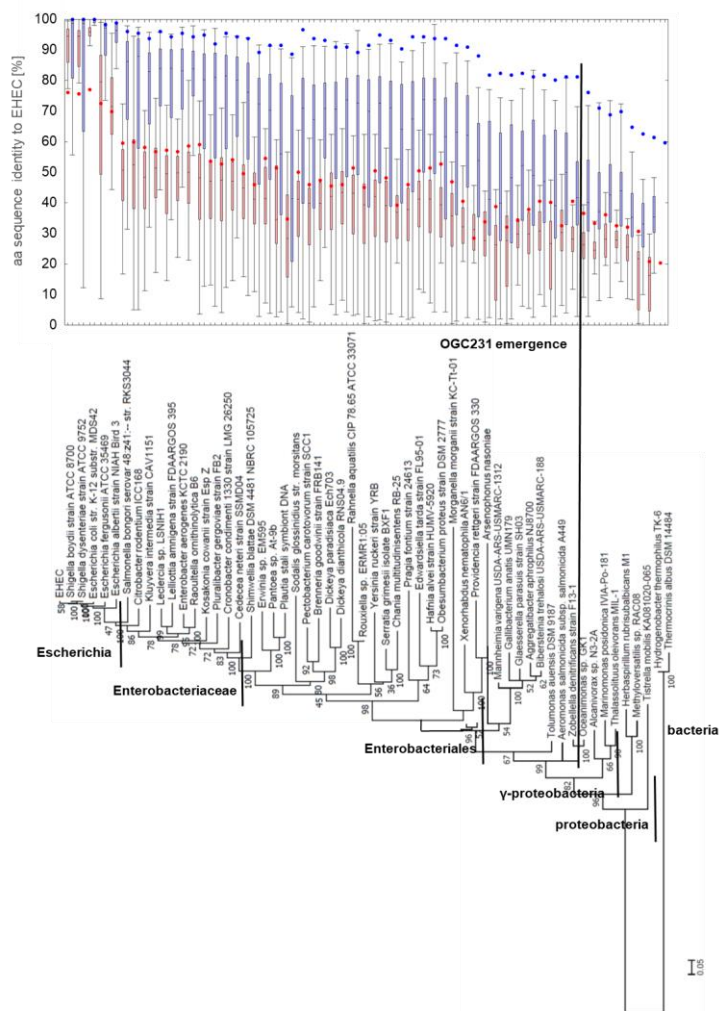 aa sequence identity to EHEC [%]
100
90
80
70
60
50
40
30
20
10
0
OGC231 emergence
EHEC
Shigella boydii strain ATCC 8700
Shigella dysenteriae strain ATCC 9752
Escherichia coli str. K-12 substr. MDS42
Escherichia fergusonii ATCC 35469
Escherichia albertii strain NIAH Bird 3
Salmonella bongori serovar 48:z41:-- str. RKS3044
Citrobacter rodentium ICC168
Kluyvera intermedia strain CAV1151
Leclercia sp. LSNIH1
Lelliottia amnigena strain FDAARGOS 395
Enterobacter aerogenes KCTC 2190
Raoultella ornithinolytica B6
Kosakonia cowanii strain Esp Z
Pluralibacter gergoviae strain FB2
Cronobacter condimenti 1330 strain LMG 26250
Cedecea neteri strain SSMD04
Shimwellia blattae DSM 4481 NBRC 105725
Erwinia sp. EM595
Pantoea sp. At-9b
Plautia stali symbiont DNA
Sodalis glossinidius str. morsitans
Pectobacterium carotovorum strain SCC1
Brenneria goodwinii strain FRB141
Dickeya paradisiaca Ech703
Dickeya dianthicola RNS04.9
Rahnella aquatilis CIP 78.65 ATCC 33071
Rouxiella sp. ERMR1:05
Yersinia ruckeri strain YRB
Serratia grimesii isolate BXF1
Chania multitudinisentens RB-25
Pragia fontium strain 24613
Edwardsiella tarda strain FL95-01
Hafnia alvei strain HUMV-5920
Obesumbacterium proteus strain DSM 2777
Morganella morganii strain KC-Tt-01
Xenorhabdus nematophila AN6/1
Providencia rettgeri strain FDAARGOS 330
Arsenophonus nasoniae
Mannheimia varigena USDA-ARS-USMARC-1312
Gallibacterium anatis UMN179
Glaesserella parasuis strain SH03
Aggregatibacter aphrophilus NJ8700
Bibersteinia trehalosi USDA-ARS-USMARC-188
Tolumonas auensis DSM 9187
Aeromonas salmonicida subsp. salmonicida A449
Zobellella denitrificans strain F13-1
Oceanimonas sp. GK1
Alcanivorax sp. N3-2A
Marinomonas posidonica IVIA-Po-181
Thalassolituus oleivorans MIL-1
Herbaspirillum rubrisubalbicans M1
Methyloversatilis sp. RAC08
Tistrella mobilis KA081020-065
Hydrogenobacter thermophilus TK-6
Thermocrinis albus DSM 14484
Escherichia
Enterobacteriaceae
Enterobacteriales
γ-proteobacteria
proteobacteria
bacteria
0.05